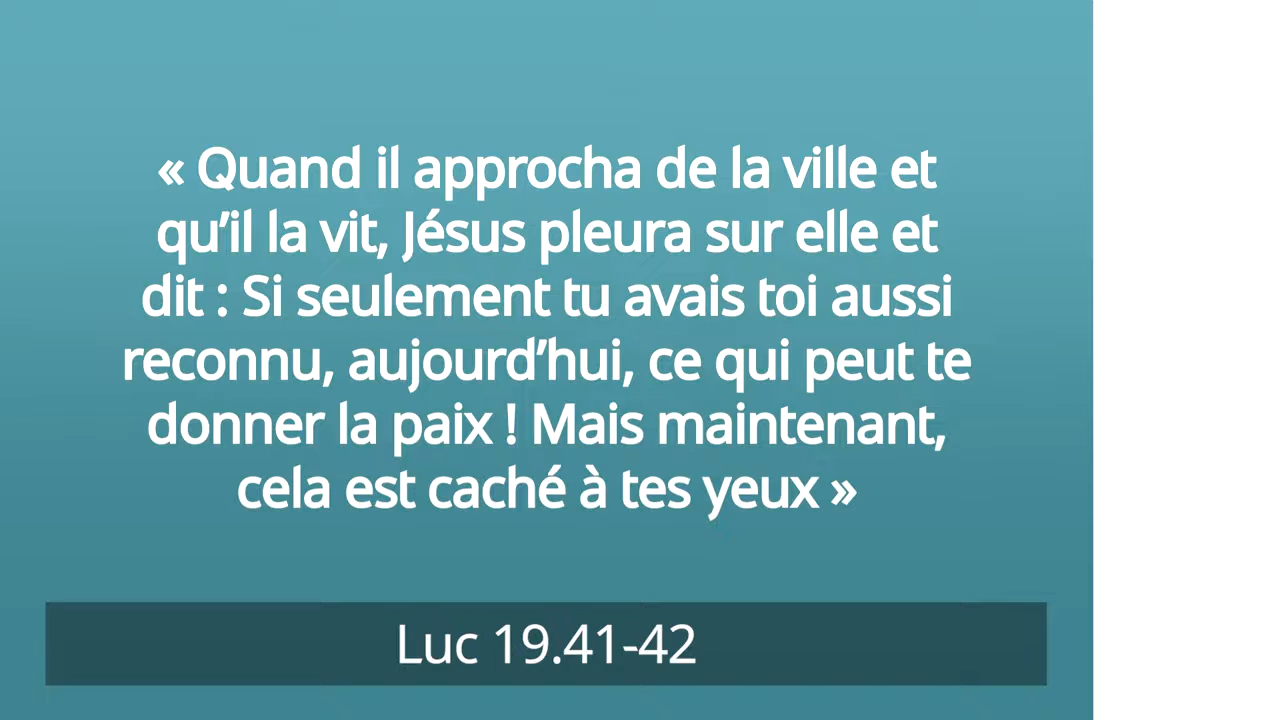 « Quand il approcha de la ville et
qu’il la vit, Jésus pleura sur elle et
dit : Si seulement tu avais toi aussi
reconnu, aujourd’hui, ce qui peut te
donner la paix ! Mais maintenant,
cela est caché à tes yeux »
Luc 19.41-42